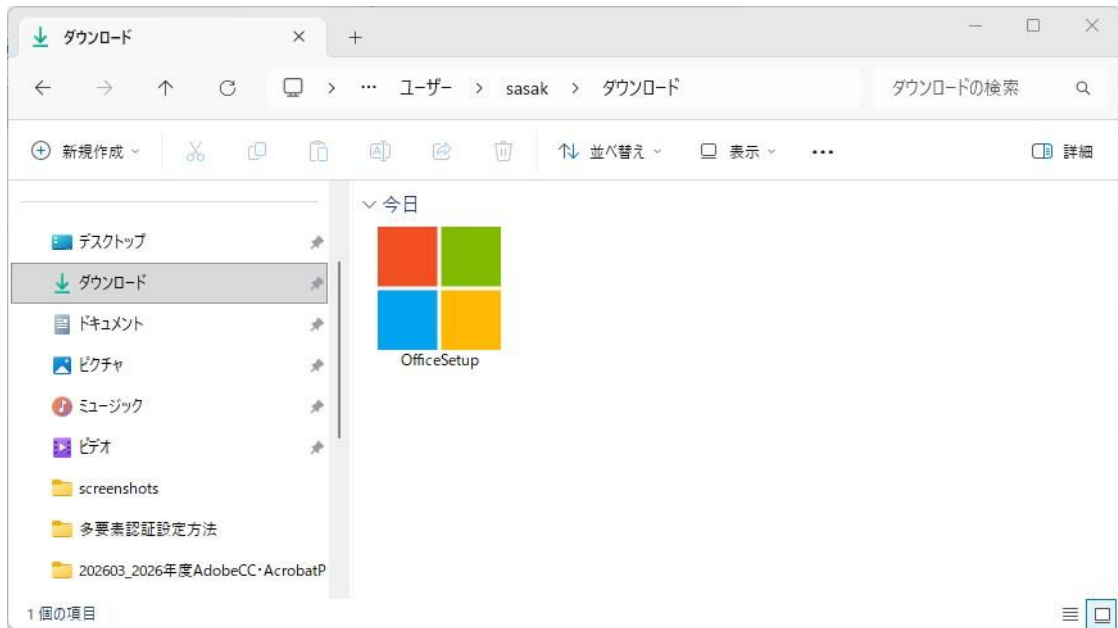 ダウンロード
… ユーザー > sasak > ダウンロード
ダウンロードの検索
新規作成
並べ替え
表示
詳細
今日
デスクトップ
ダウンロード
ドキュメント
ピクチャ
ミュージック
ビデオ
screenshots
多要素認証設定方法
202603_2026年度AdobeCC・AcrobatP
OfficeSetup
1 個の項目